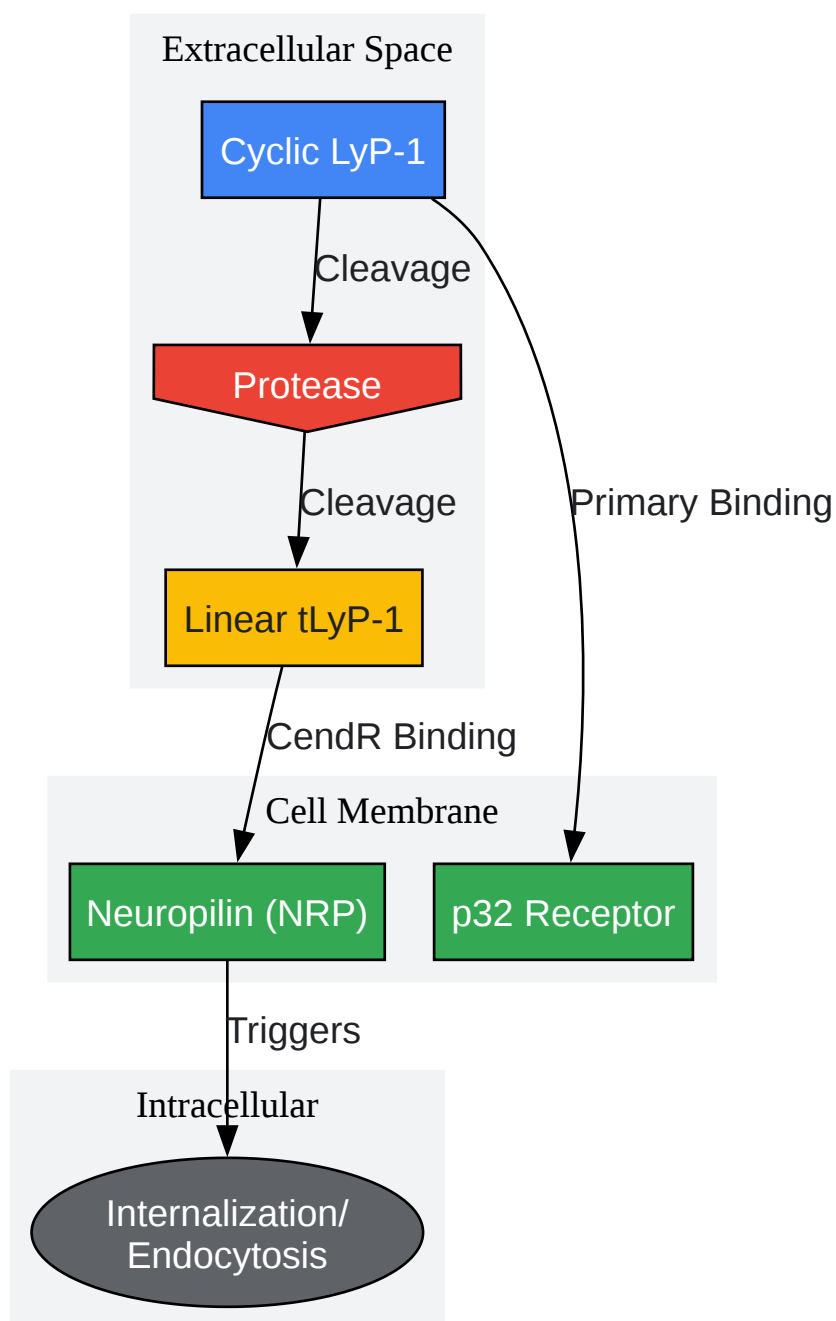 Extracellular Space
Cyclic LyP-1
Cleavage
Protease
Cleavage
Primary Binding
Linear tLyP-1
CendR Binding
Cell Membrane
Neuropilin (NRP)
p32 Receptor
Triggers
Intracellular
Internalization/
Endocytosis